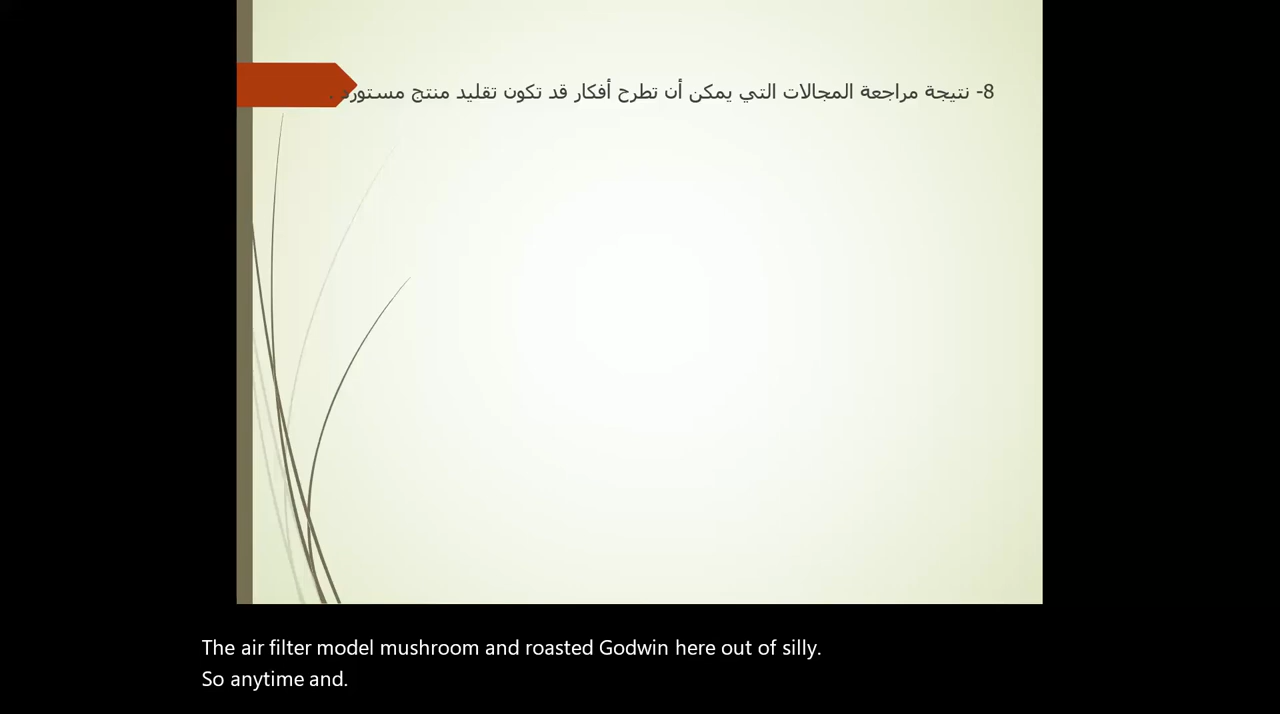 8- نتيجة مراجعة المجالات التي يمكن أن تطرح أفكار قد تكون تقليد منتج مستورد .
The air filter model mushroom and roasted Godwin here out of silly.
So anytime and.